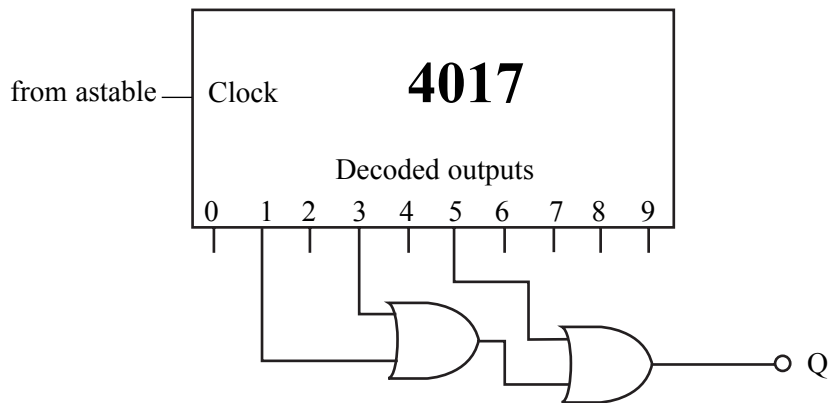 from astable
Clock
4017
Decoded outputs
0 1 2 3 4 5 6 7 8 9
Q